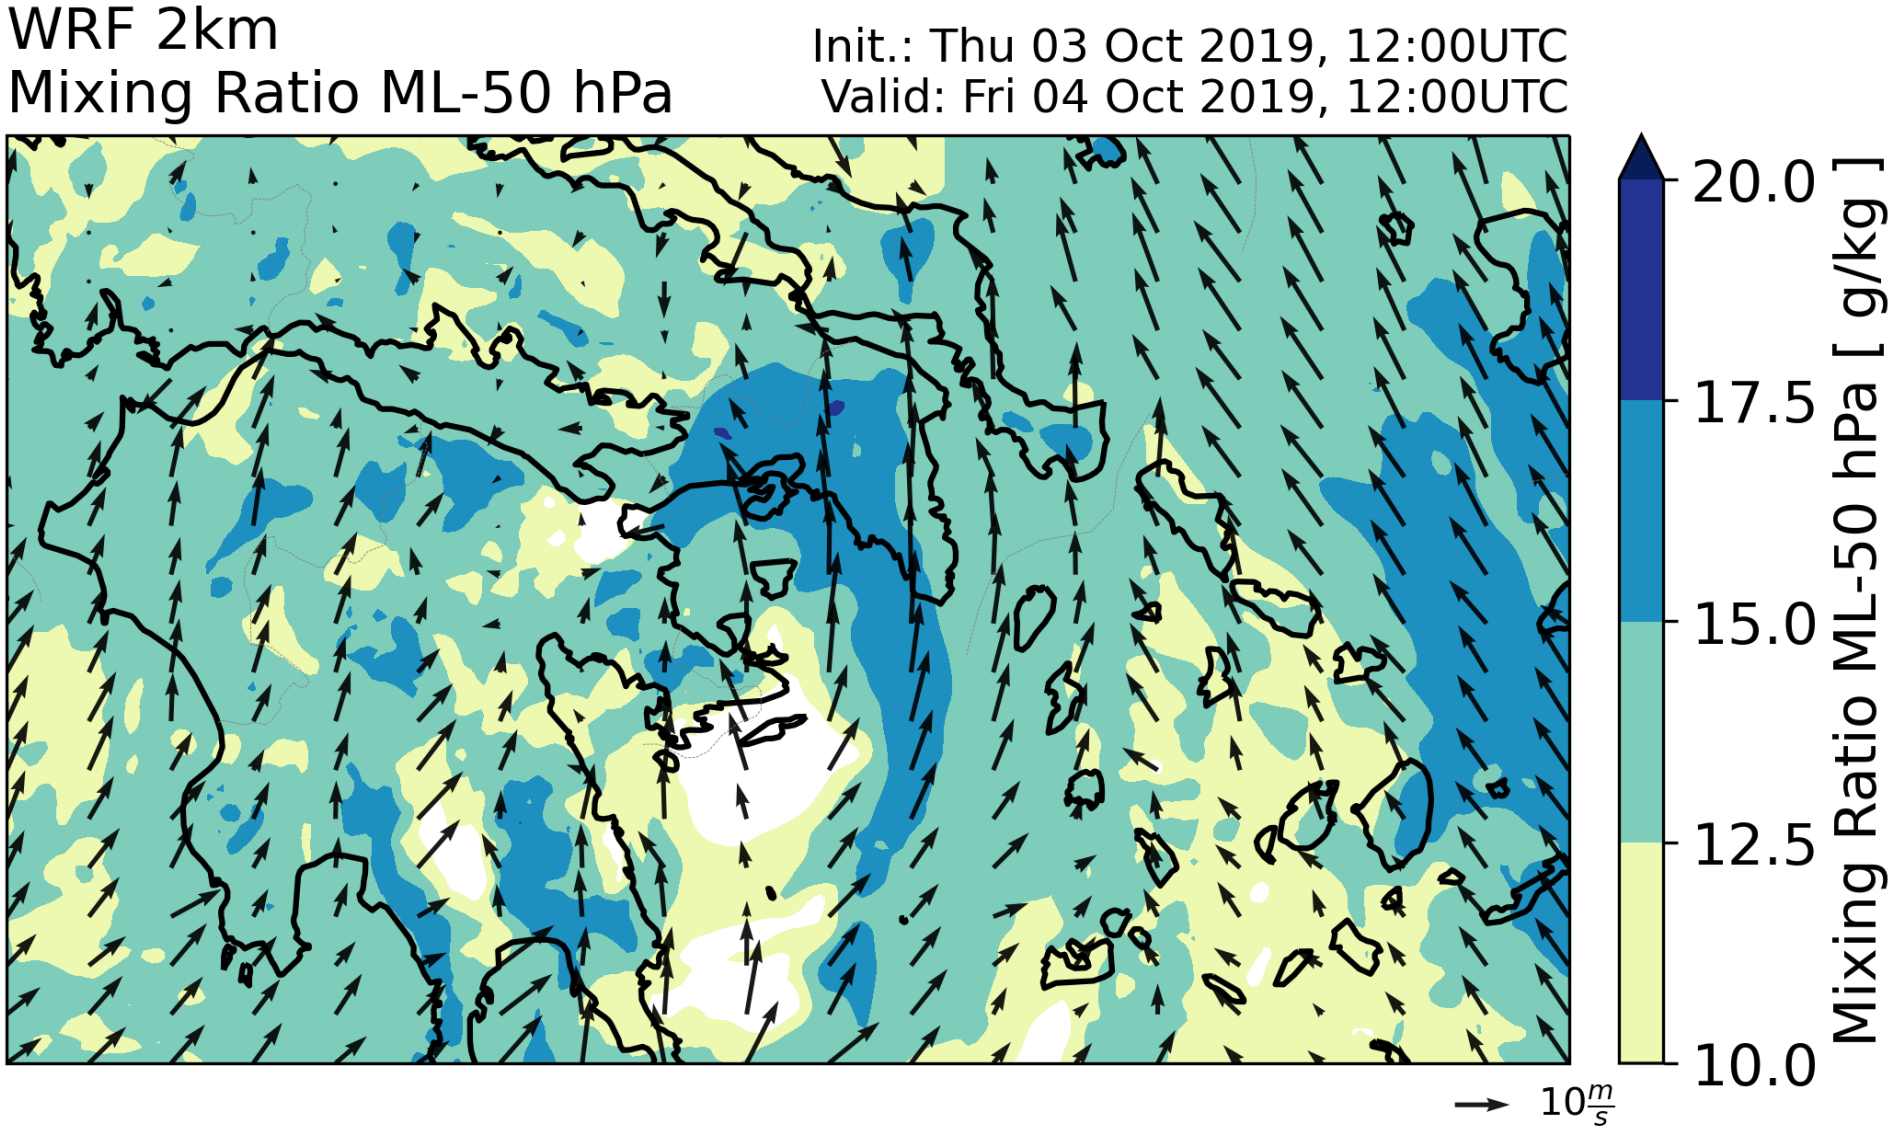 WRF 2km
Mixing Ratio ML-50 hPa
Init.: Thu 03 Oct 2019, 12:00UTC
Valid: Fri 04 Oct 2019, 12:00UTC
20.0
17.5
15.0
12.5
10.0
Mixing Ratio ML-50 hPa [ g/kg ]
10 m/s